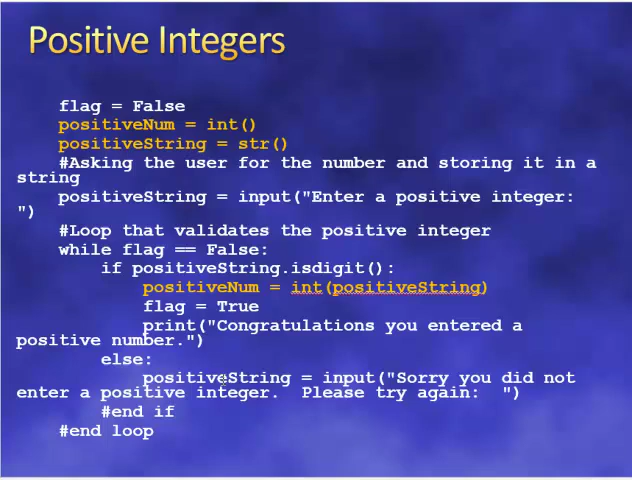 Positive Integers
flag = False
positiveNum = int()
positiveString = str()
#Asking the user for the number and storing it in a
string
positiveString = input("Enter a positive integer:
")
#Loop that validates the positive integer
while flag == False:
if positiveString.isdigit():
positiveNum = int(positiveString)
flag = True
print("Congratulations you entered a
positive number.")
else:
positiveString = input("Sorry you did not
enter a positive integer.  Please try again:  ")
#end if
#end loop